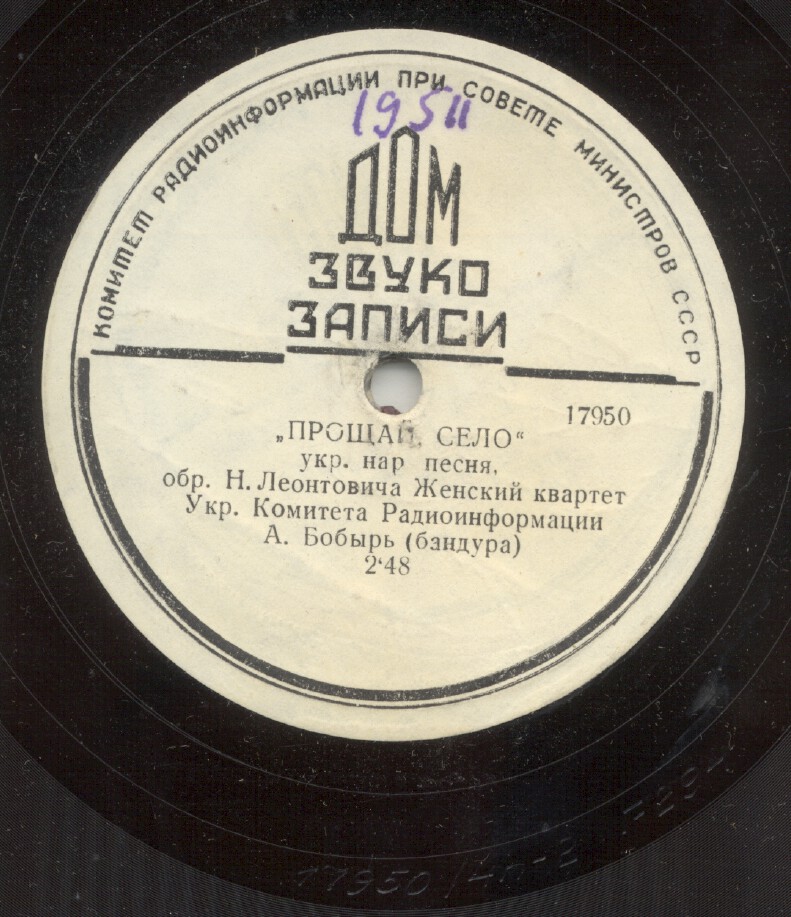 КОМИТЕТ РАДИОИНФОРМАЦИИ ПРИ СОВЕТЕ МИНИСТРОВ СССР
195
ДОМ
ЗВУКО
ЗАПИСИ
17950
„ПРОЩАЙ, СЕЛО“
укр. нар песня,
обр. Н. Леонтовича Женский квартет
Укр. Комитета Радиоинформации
А. Бобырь (бандура)
2‘48
17950